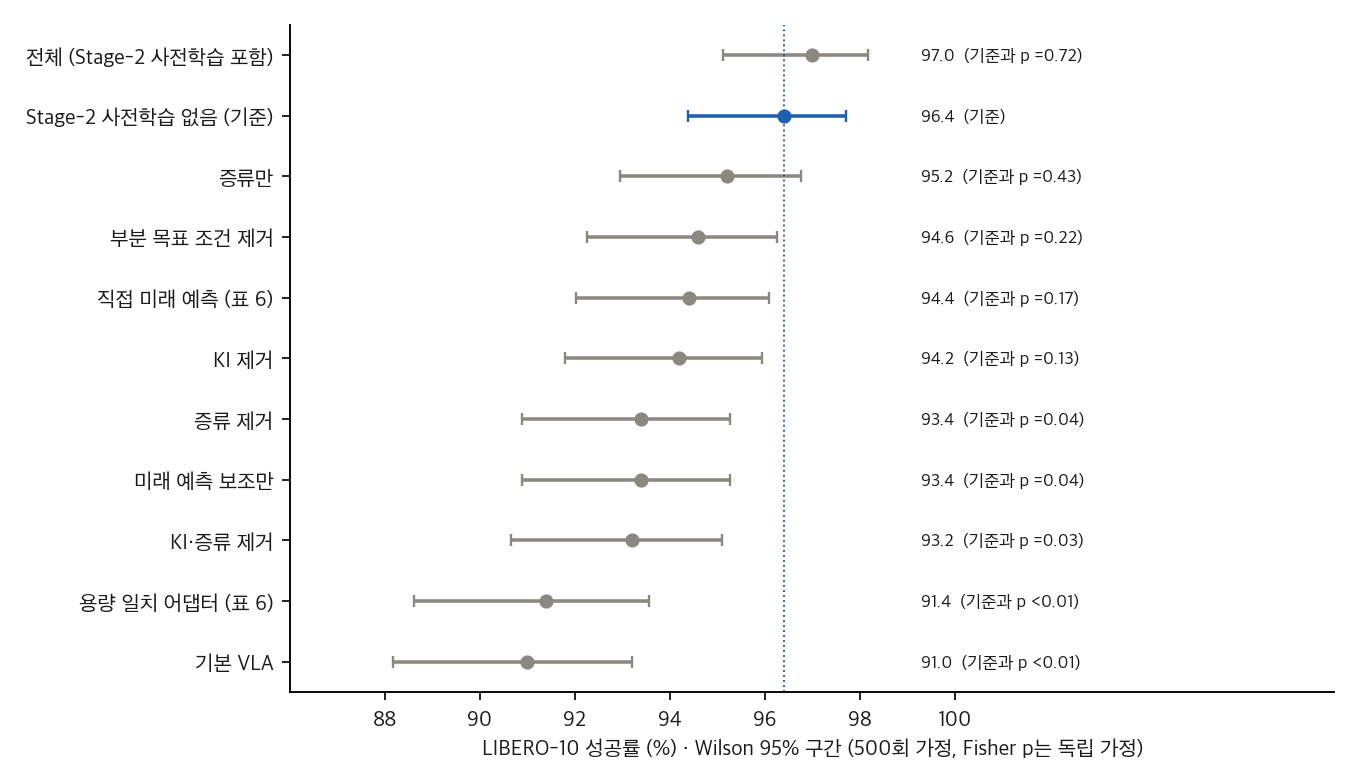 전체 (Stage-2 사전학습 포함)
97.0 (기준과 p =0.72)
Stage-2 사전학습 없음 (기준)
96.4 (기준)
증류만
95.2 (기준과 p =0.43)
부분 목표 조건 제거
94.6 (기준과 p =0.22)
직접 미래 예측 (표 6)
94.4 (기준과 p =0.17)
KI 제거
94.2 (기준과 p =0.13)
증류 제거
93.4 (기준과 p =0.04)
미래 예측 보조만
93.4 (기준과 p =0.04)
KI·증류 제거
93.2 (기준과 p =0.03)
용량 일치 어댑터 (표 6)
91.4 (기준과 p <0.01)
기본 VLA
91.0 (기준과 p <0.01)
88 90 92 94 96 98 100
LIBERO-10 성공률 (%) · Wilson 95% 구간 (500회 가정, Fisher p는 독립 가정)